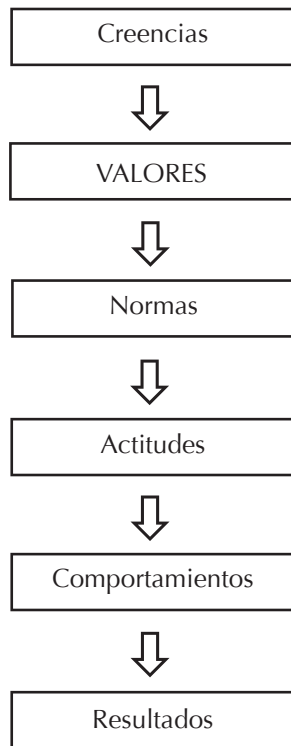 Creencias
VALORES
Normas
Actitudes
Comportamientos
Resultados